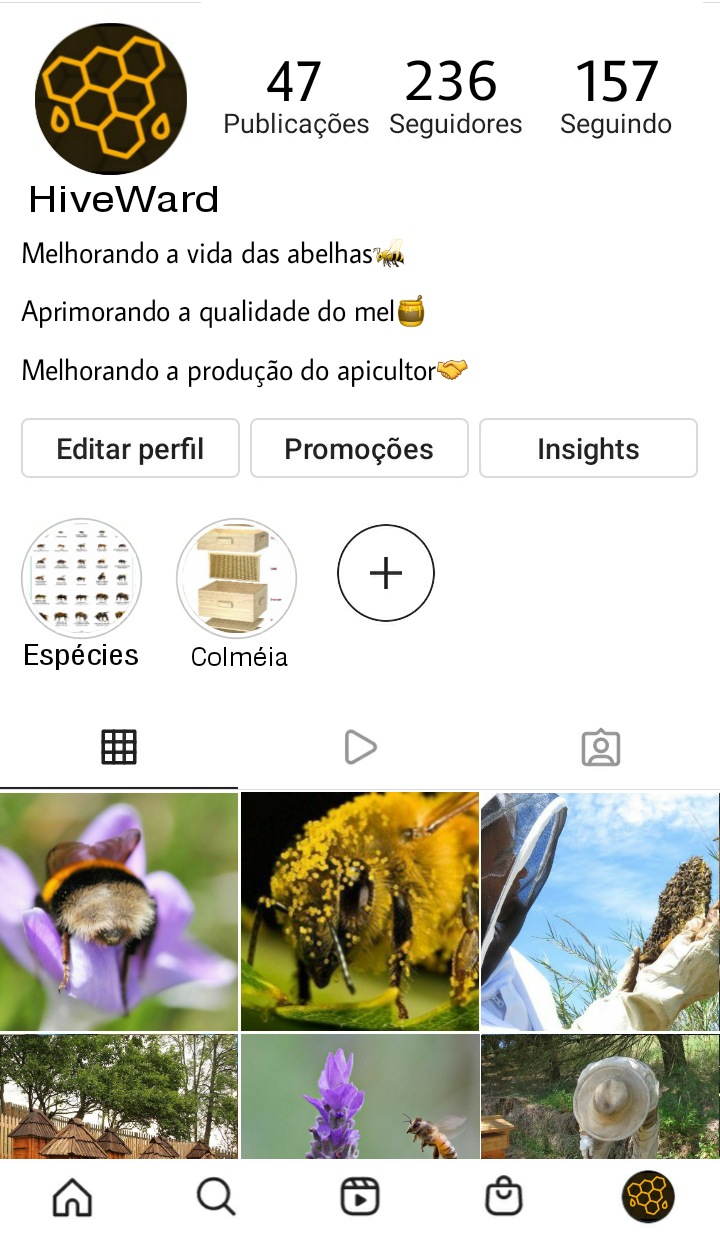 47 236 157
Publicações Seguidores Seguindo
HiveWard
Melhorando a vida das abelhas🐝
Aprimorando a qualidade do mel🍯
Melhorando a produção do apicultor🤝
Editar perfil Promoções Insights
Espécies Colméia